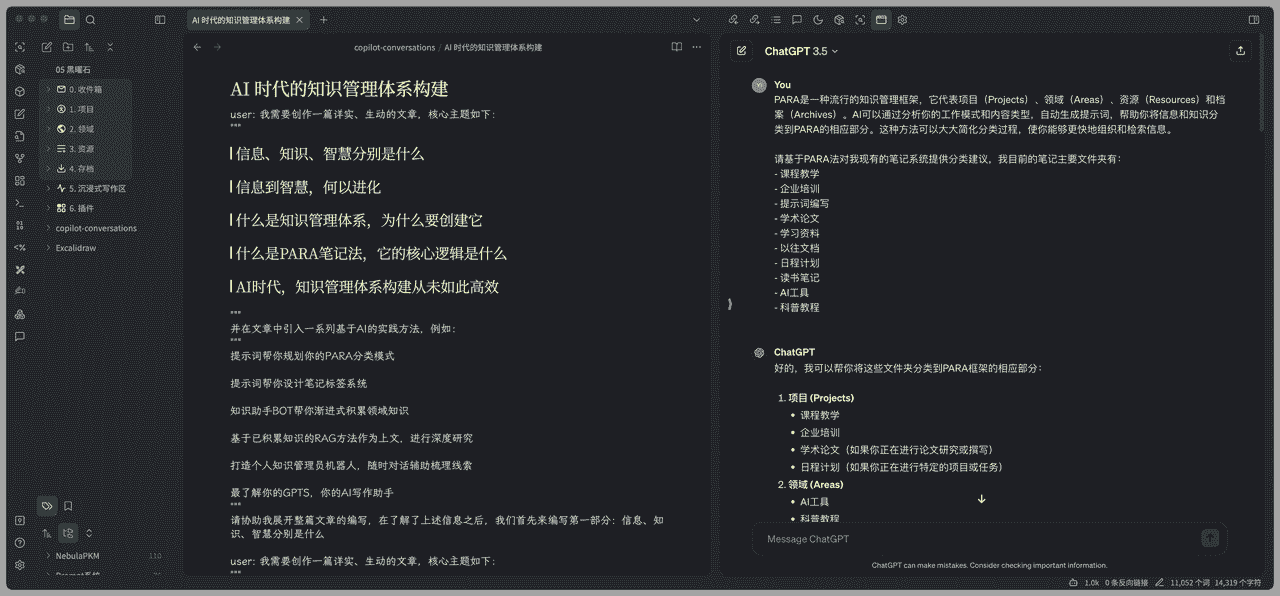 AI 时代的知识管理体系构建
05 黑曜石
0. 收件箱
1. 项目
2. 领域
3. 资源
4. 存档
5. 沉浸式写作区
6. 插件
copilot-conversations
Excalidraw
NebulaPKM 110
copilot-conversations / AI 时代的知识管理体系构建
AI 时代的知识管理体系构建
user: 我需要创作一篇详实、生动的文章，核心主题如下：
"""
信息、知识、智慧分别是什么
信息到智慧，何以进化
什么是知识管理体系，为什么要创建它
什么是PARA笔记法，它的核心逻辑是什么
AI时代，知识管理体系构建从未如此高效
"""
并在文章中引入一系列基于AI的实践方法，例如：
"""
提示词帮你规划你的PARA分类模式
提示词帮你设计笔记标签系统
知识助手BOT帮你渐进式积累领域知识
基于已积累知识的RAG方法作为上文，进行深度研究
打造个人知识管理员机器人，随时对话辅助梳理线索
最了解你的GPTS，你的AI写作助手
"""
请协助我展开整篇文章的编写，在了解了上述信息之后，我们首先来编写第一部分：信息、知
识、智慧分别是什么
user: 我需要创作一篇详实、生动的文章，核心主题如下：
"""
ChatGPT 3.5
You
PARA是一种流行的知识管理框架，它代表项目（Projects）、领域（Areas）、资源（Resources）和档
案（Archives）。AI可以通过分析你的工作模式和内容类型，自动生成提示词，帮助你将信息和知识分
类到PARA的相应部分。这种方法可以大大简化分类过程，使你能够更快地组织和检索信息。
请基于PARA法对我现有的笔记系统提供分类建议，我目前的笔记主要文件夹有：
- 课程教学
- 企业培训
- 提示词编写
- 学术论文
- 学习资料
- 以往文档
- 日程计划
- 读书笔记
- AI工具
- 科普教程
ChatGPT
好的，我可以帮你将这些文件夹分类到PARA框架的相应部分：
1. 项目 (Projects)
• 课程教学
• 企业培训
• 学术论文（如果你正在进行论文研究或撰写）
• 日程计划（如果你正在进行特定的项目或任务）
2. 领域 (Areas)
• AI工具
• 科普教程
Message ChatGPT
ChatGPT can make mistakes. Consider checking important information.
1.0k 0 条反向链接 11,052 个词 14,319 个字符